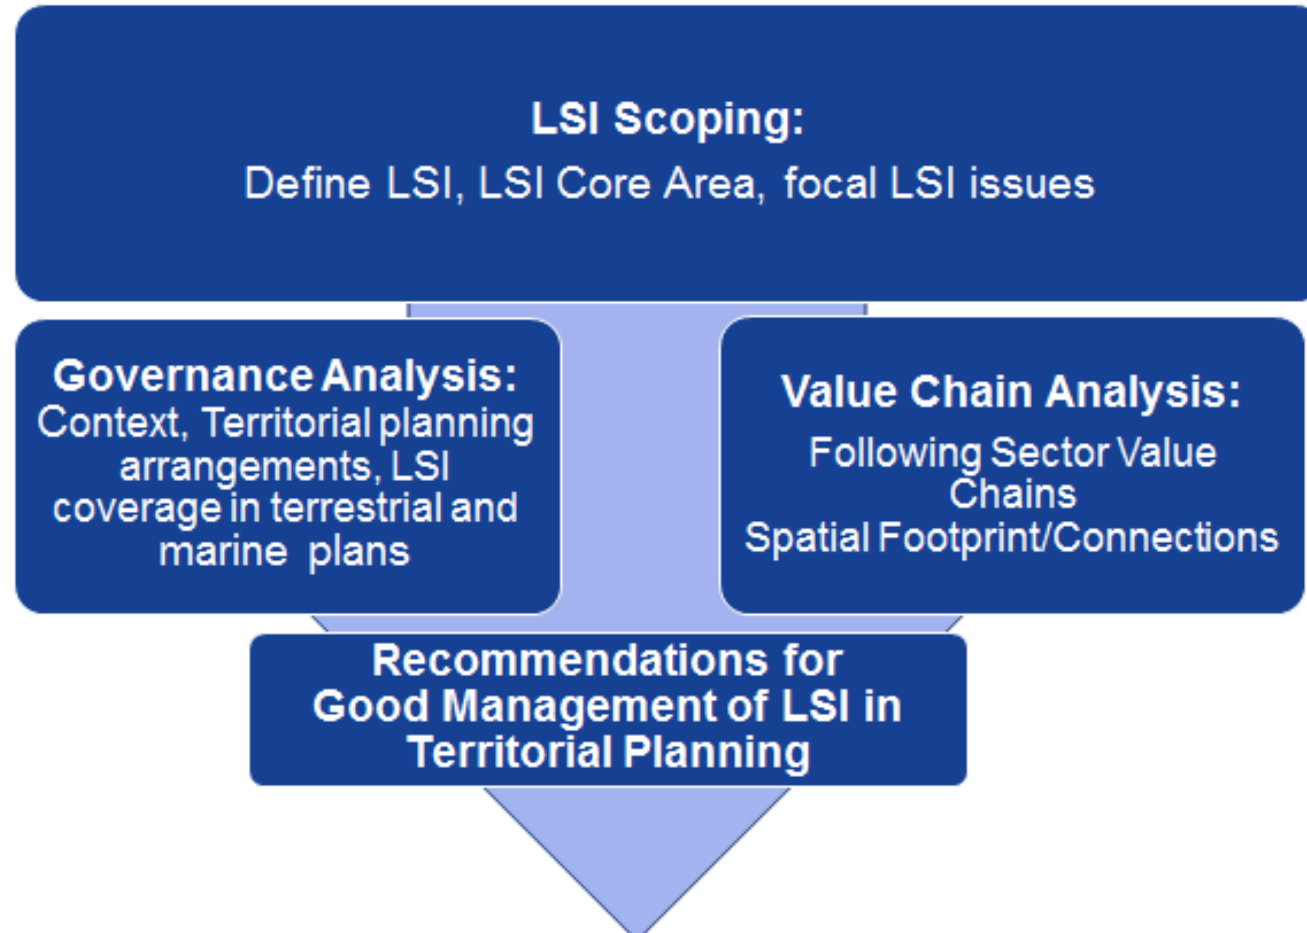 LSI Scoping:
Define LSI, LSI Core Area, focal LSI issues
Governance Analysis:
Context, Territorial planning
arrangements, LSI
coverage in terrestrial and
marine plans
Value Chain Analysis:
Following Sector Value
Chains
Spatial Footprint/Connections
Recommendations for
Good Management of LSI in
Territorial Planning